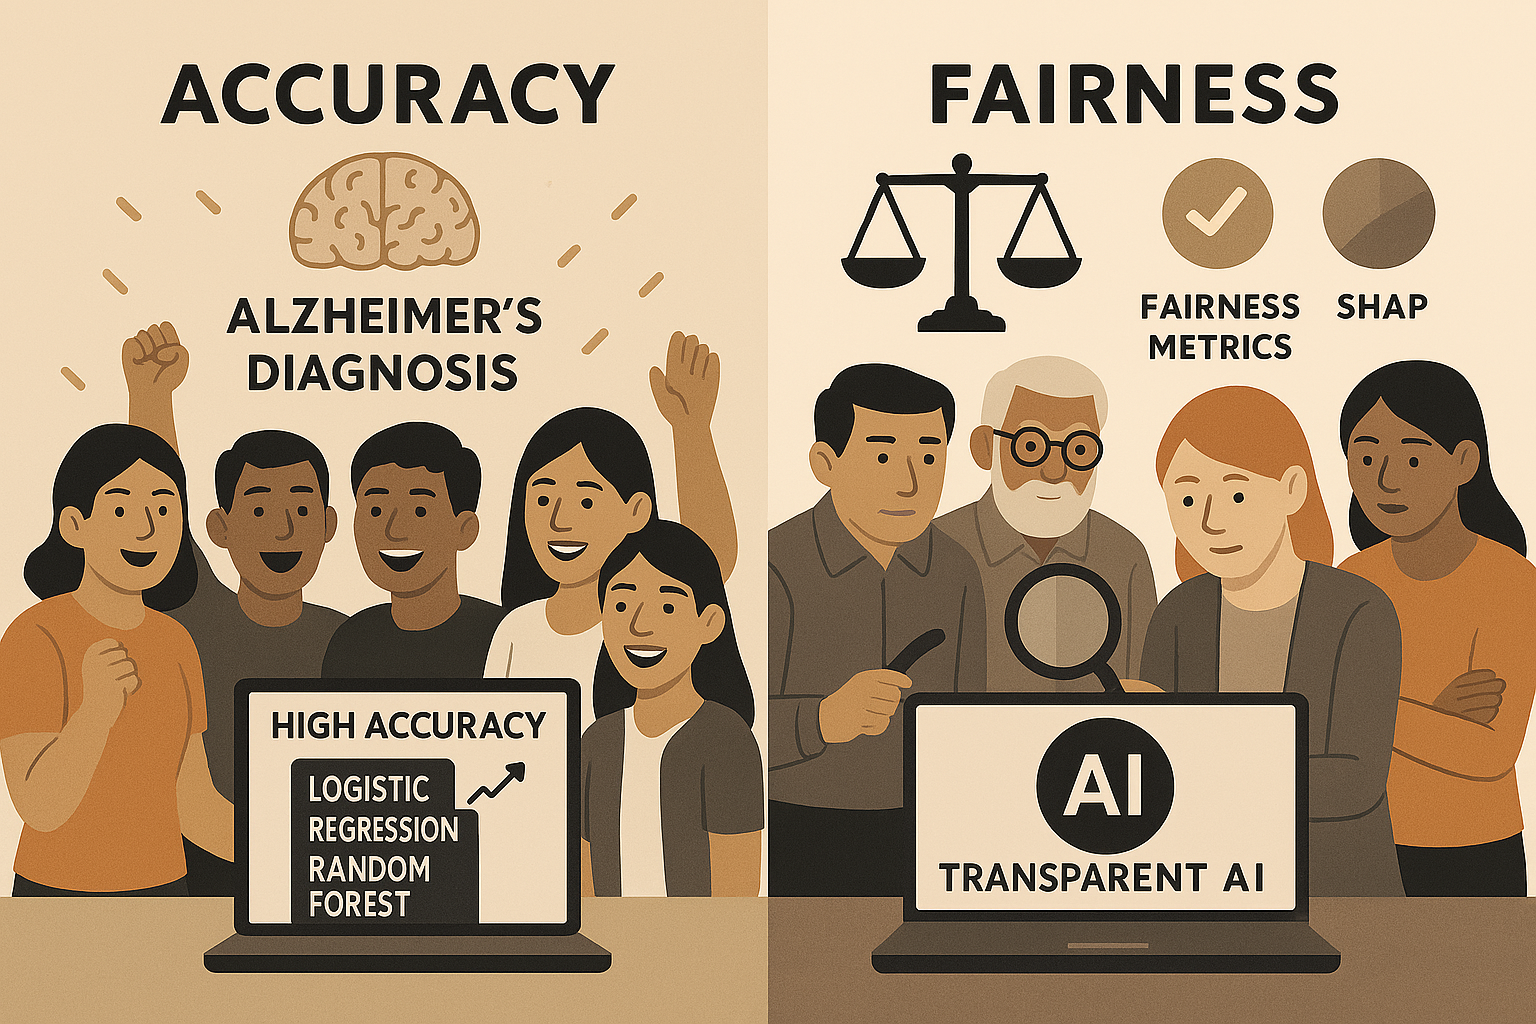 ACCURACY
ALZHEIMER'S
DIAGNOSIS
HIGH ACCURACY
LOGISTIC
REGRESSION
RANDOM
FOREST
FAIRNESS
FAIRNESS
METRICS
SHAP
AI
TRANSPARENT AI